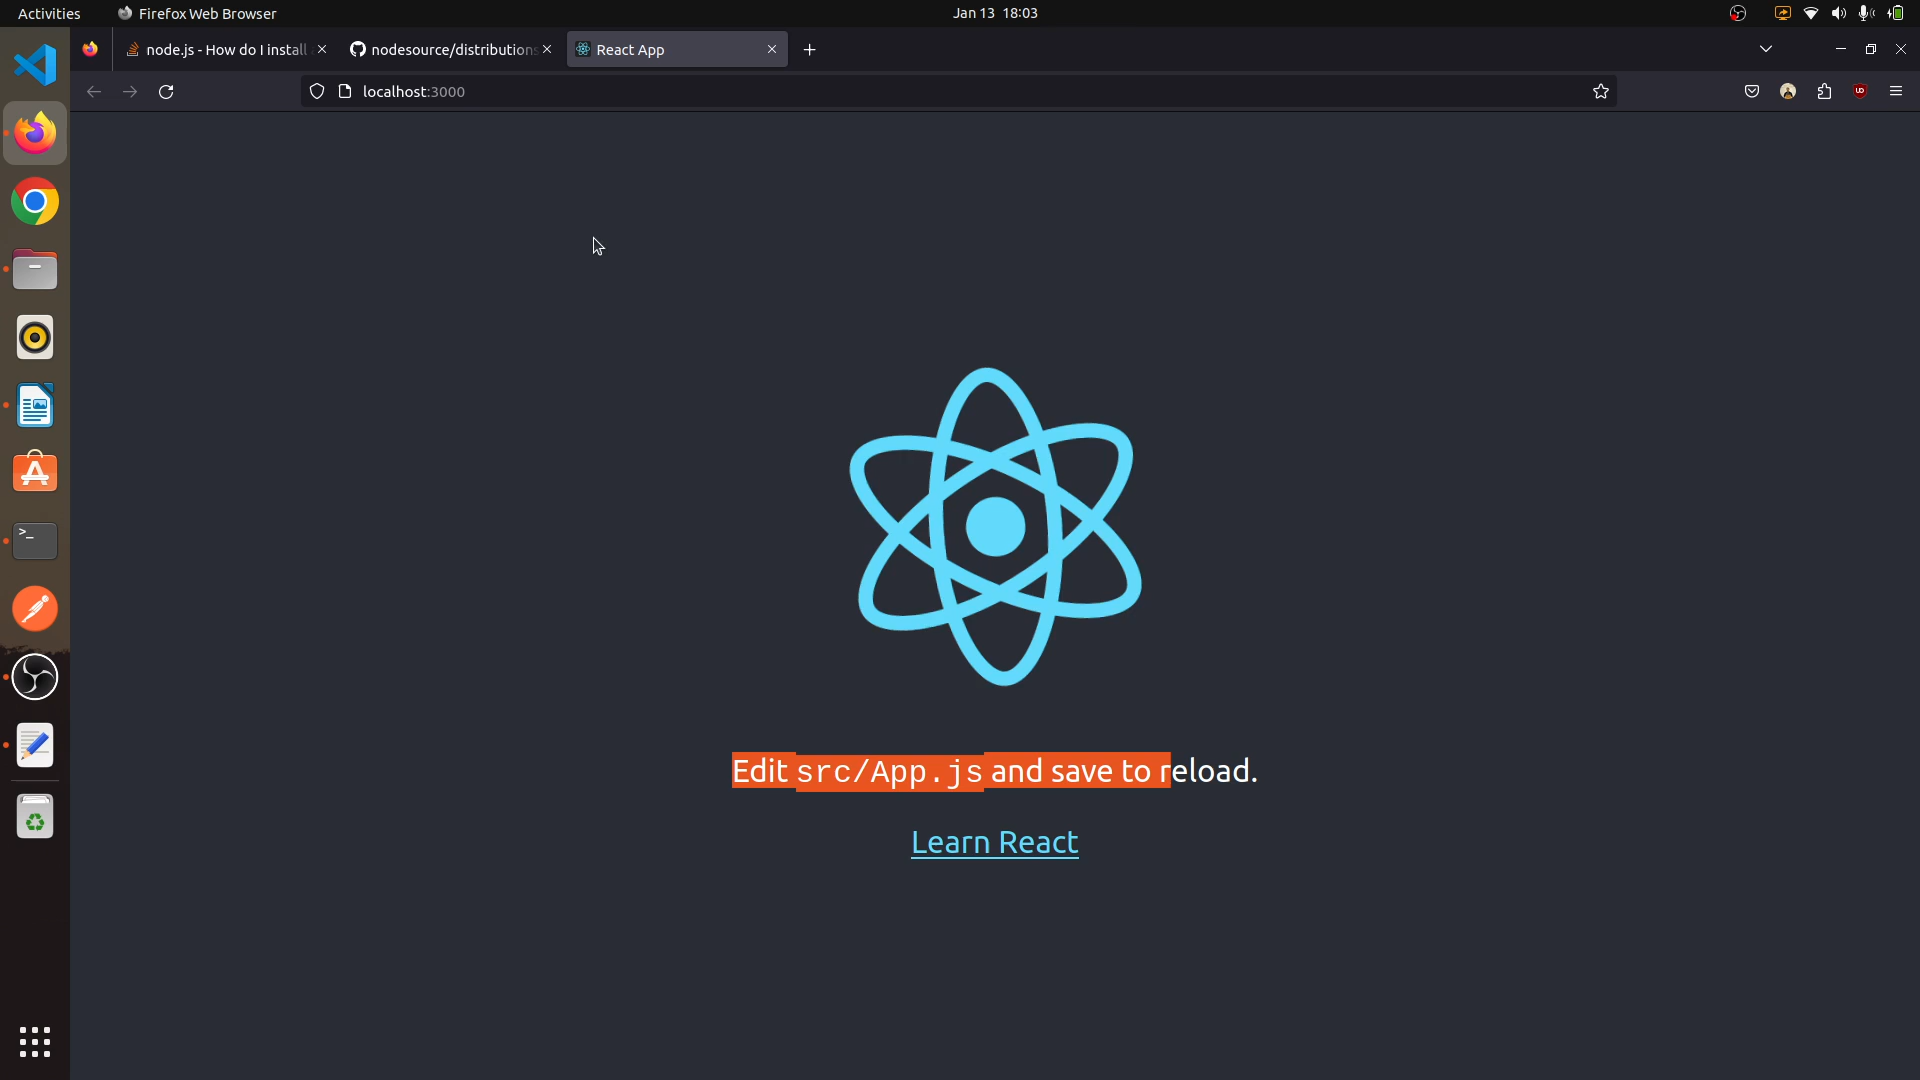 Activities
Firefox Web Browser
Jan 13 18:03
node.js - How do I install
nodesource/distributions
React App
localhost:3000
Edit src/App.js and save to reload.
Learn React